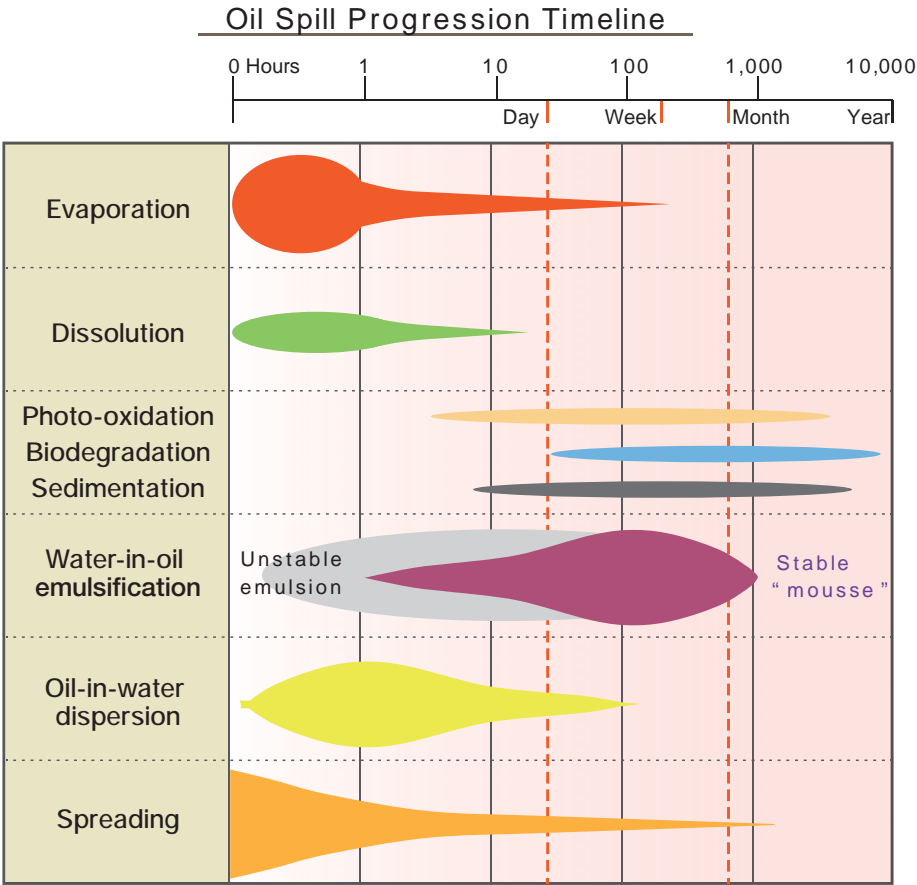 Oil Spill Progression Timeline
0 Hours 1 10 100 1,000 10,000
Day Week Month Year
Evaporation
Dissolution
Photo-oxidation
Biodegradation
Sedimentation
Water-in-oil
emulsification
Unstable
emulsion
Stable
“ mousse ”
Oil-in-water
dispersion
Spreading